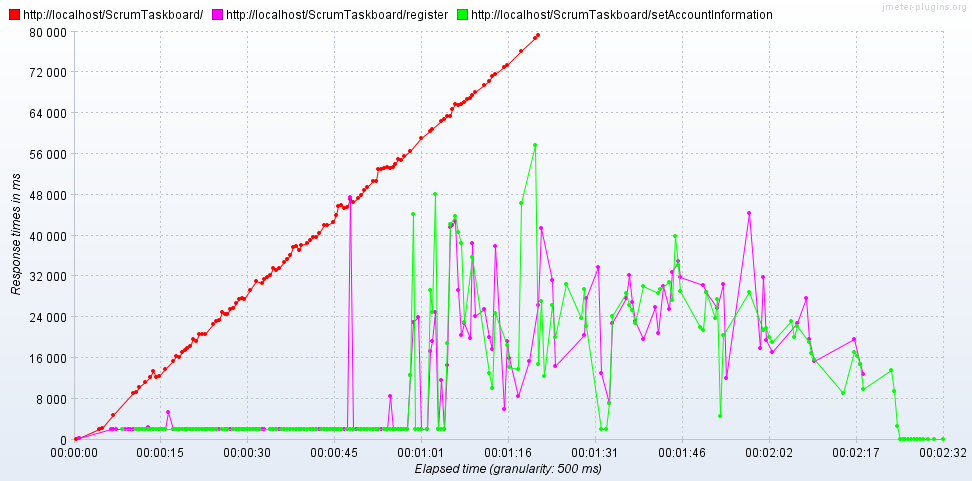 http://localhost/ScrumTaskboard/ http://localhost/ScrumTaskboard/register http://localhost/ScrumTaskboard/setAccountInformation
jmeter-plugins.org
80 000
72 000
64 000
56 000
48 000
40 000
32 000
24 000
16 000
8 000
0
Response times in ms
00:00:00 00:00:15 00:00:30 00:00:45 00:01:01 00:01:16 00:01:31 00:01:46 00:02:02 00:02:17 00:02:32
Elapsed time (granularity: 500 ms)